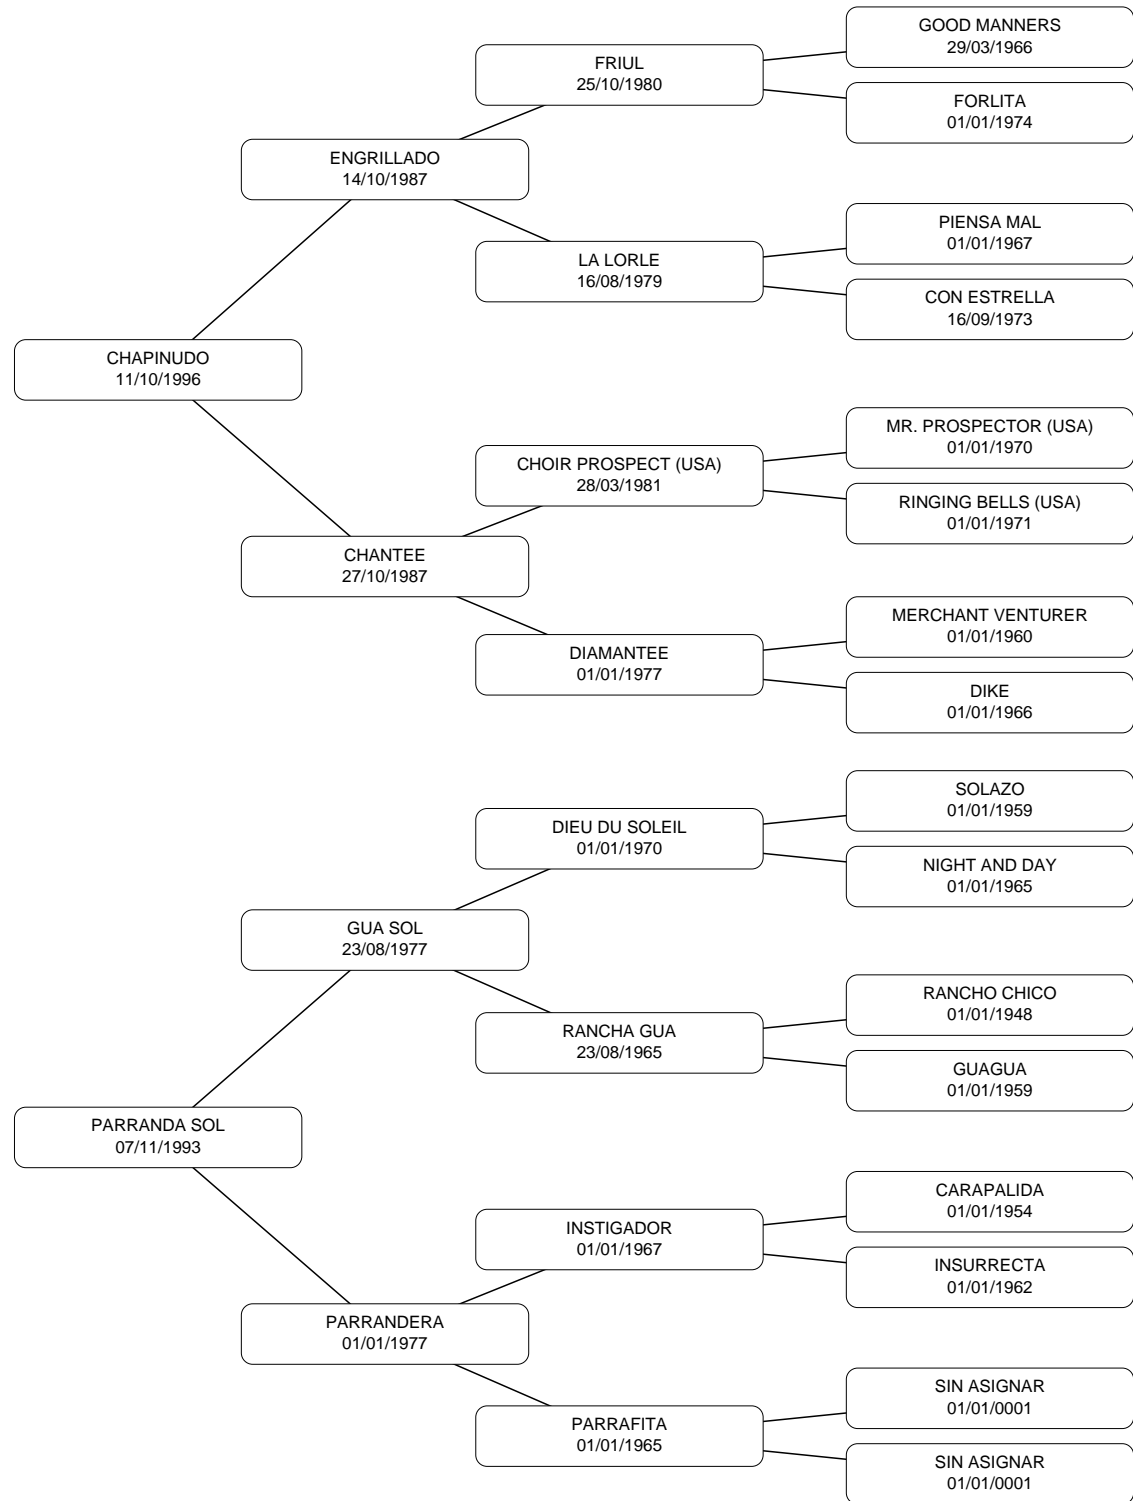 GOOD MANNERS
29/03/1966
FRIUL
25/10/1980
FORLITA
01/01/1974
ENGRILLADO
14/10/1987
PIENSA MAL
01/01/1967
LA LORLE
16/08/1979
CON ESTRELLA
16/09/1973
CHAPINUDO
11/10/1996
MR. PROSPECTOR (USA)
01/01/1970
CHOIR PROSPECT (USA)
28/03/1981
RINGING BELLS (USA)
01/01/1971
CHANTEE
27/10/1987
MERCHANT VENTURER
01/01/1960
DIAMANTEE
01/01/1977
DIKE
01/01/1966
SOLAZO
01/01/1959
DIEU DU SOLEIL
01/01/1970
NIGHT AND DAY
01/01/1965
GUA SOL
23/08/1977
RANCHO CHICO
01/01/1948
RANCHA GUA
23/08/1965
GUAGUA
01/01/1959
PARRANDA SOL
07/11/1993
CARAPALIDA
01/01/1954
INSTIGADOR
01/01/1967
INSURRECTA
01/01/1962
PARRANDERA
01/01/1977
SIN ASIGNAR
01/01/0001
PARRAFITA
01/01/1965
SIN ASIGNAR
01/01/0001